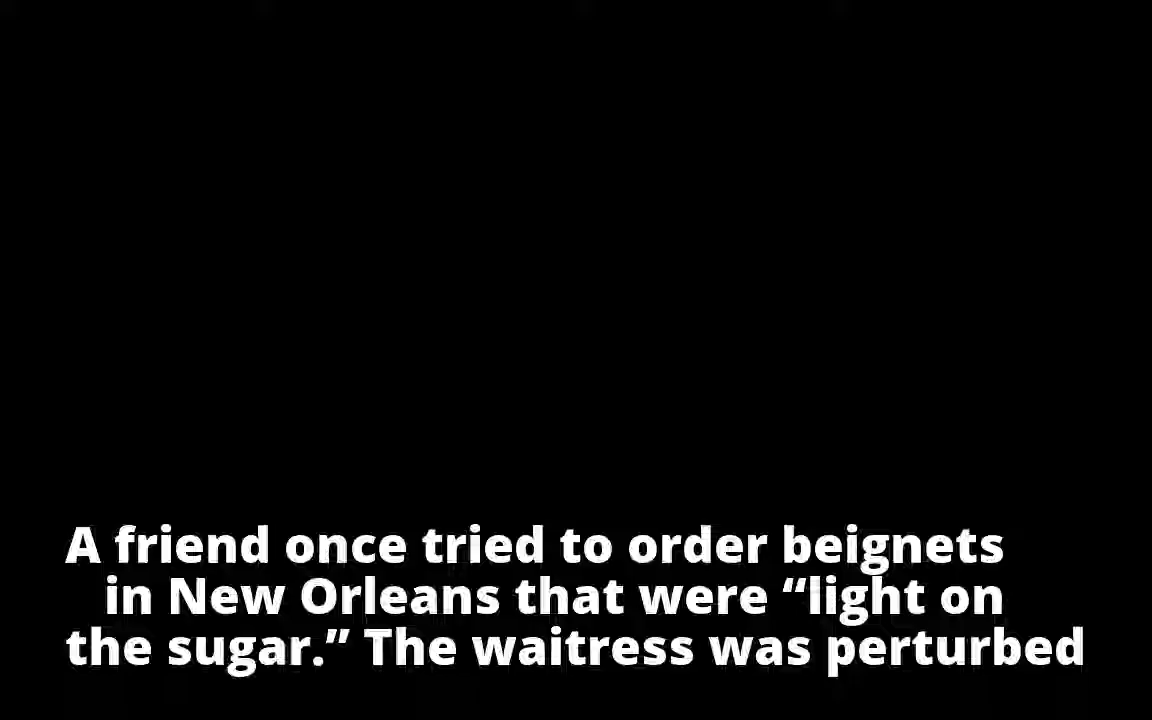 A friend once tried to order beignets
in New Orleans that were “light on
the sugar.” The waitress was perturbed